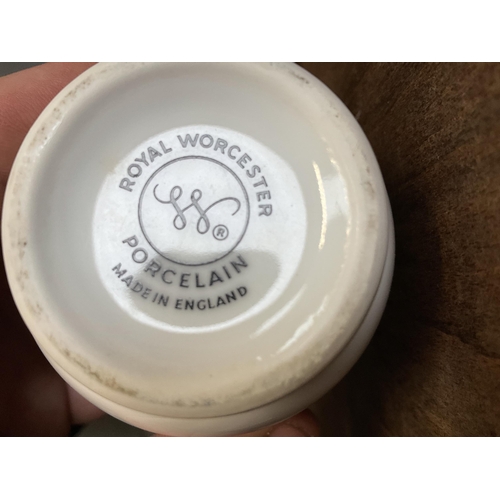 ROYAL WORCESTER
W®
PORCELAIN
MADE IN ENGLAND